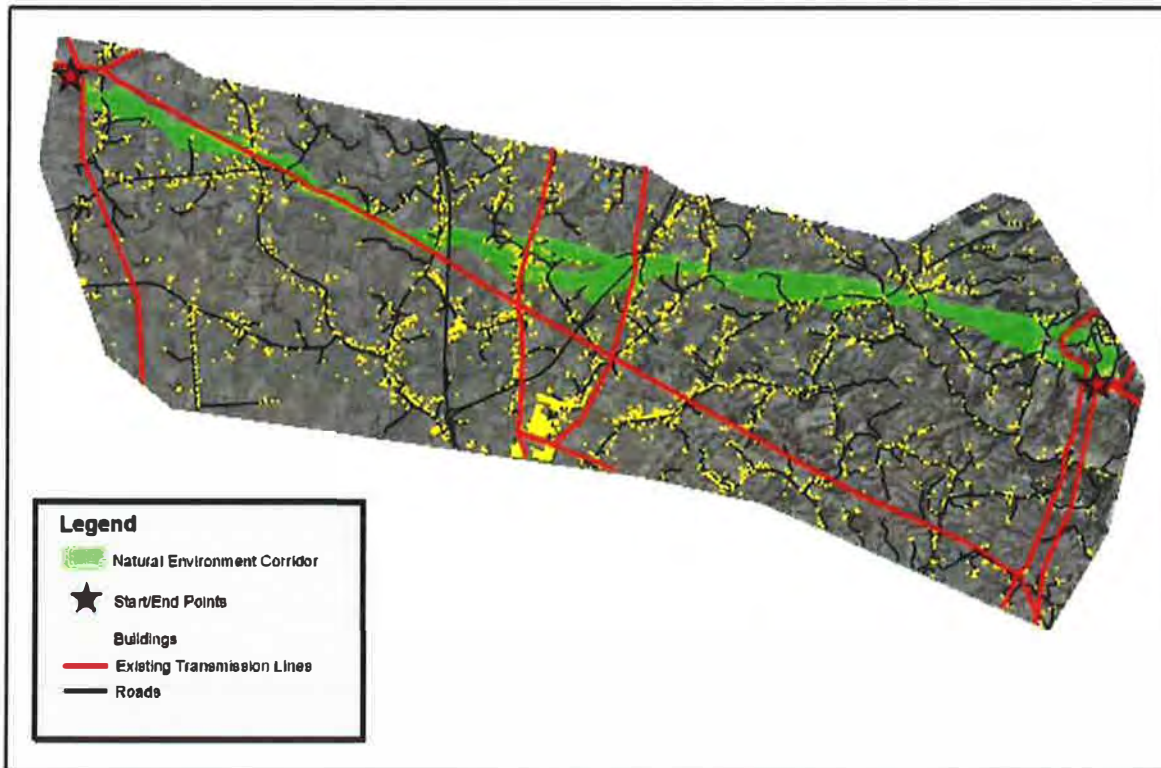 Legend
Natural Environment Corridor
Start/End Points
Buildings
Existing Transmission Lines
Roads